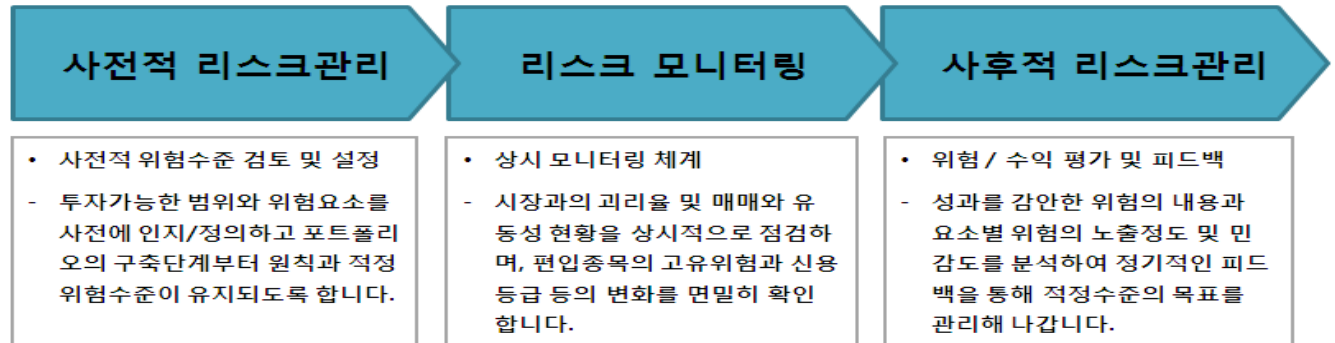 사전적 리스크관리
리스크 모니터링
사후적 리스크관리
• 사전적 위험수준 검토 및 설정
- 투자가능한 범위와 위험요소를
사전에 인지/정의하고 포트폴리
오의 구축단계부터 원칙과 적정
위험수준이 유지되도록 합니다.
• 상시 모니터링 체계
- 시장과의 괴리율 및 매매와 유
동성 현황을 상시적으로 점검하
며, 편입종목의 고유위험과 신용
등급 등의 변화를 면밀히 확인
합니다.
• 위험 / 수익 평가 및 피드백
- 성과를 감안한 위험의 내용과
요소별 위험의 노출정도 및 민
감도를 분석하여 정기적인 피드
백을 통해 적정수준의 목표를
관리해 나갑니다.